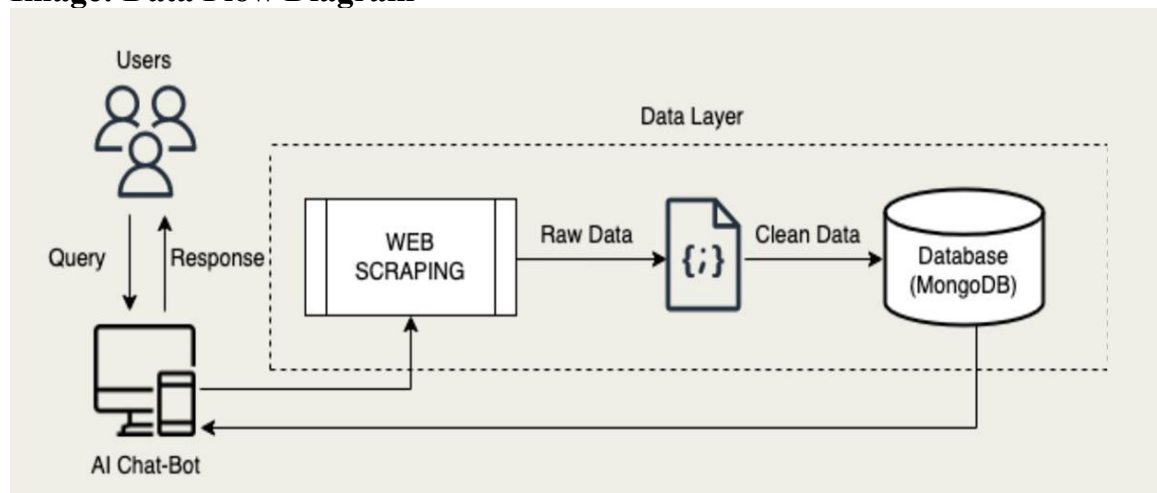 Image: Data Flow Diagram
Users
Data Layer
Query
Response
WEB
SCRAPING
Raw Data
{;}
Clean Data
Database
(MongoDB)
AI Chat-Bot